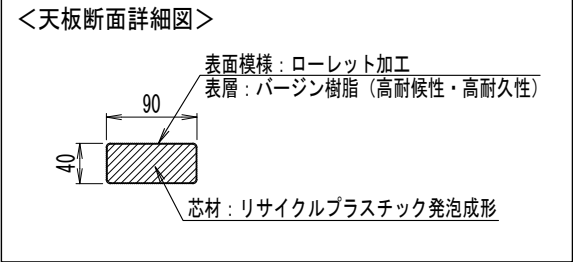 ＜天板断面詳細図＞
表面模様：ローレット加工
表層：バージン樹脂（高耐候性・高耐久性）
90
40
芯材：リサイクルプラスチック発泡成形